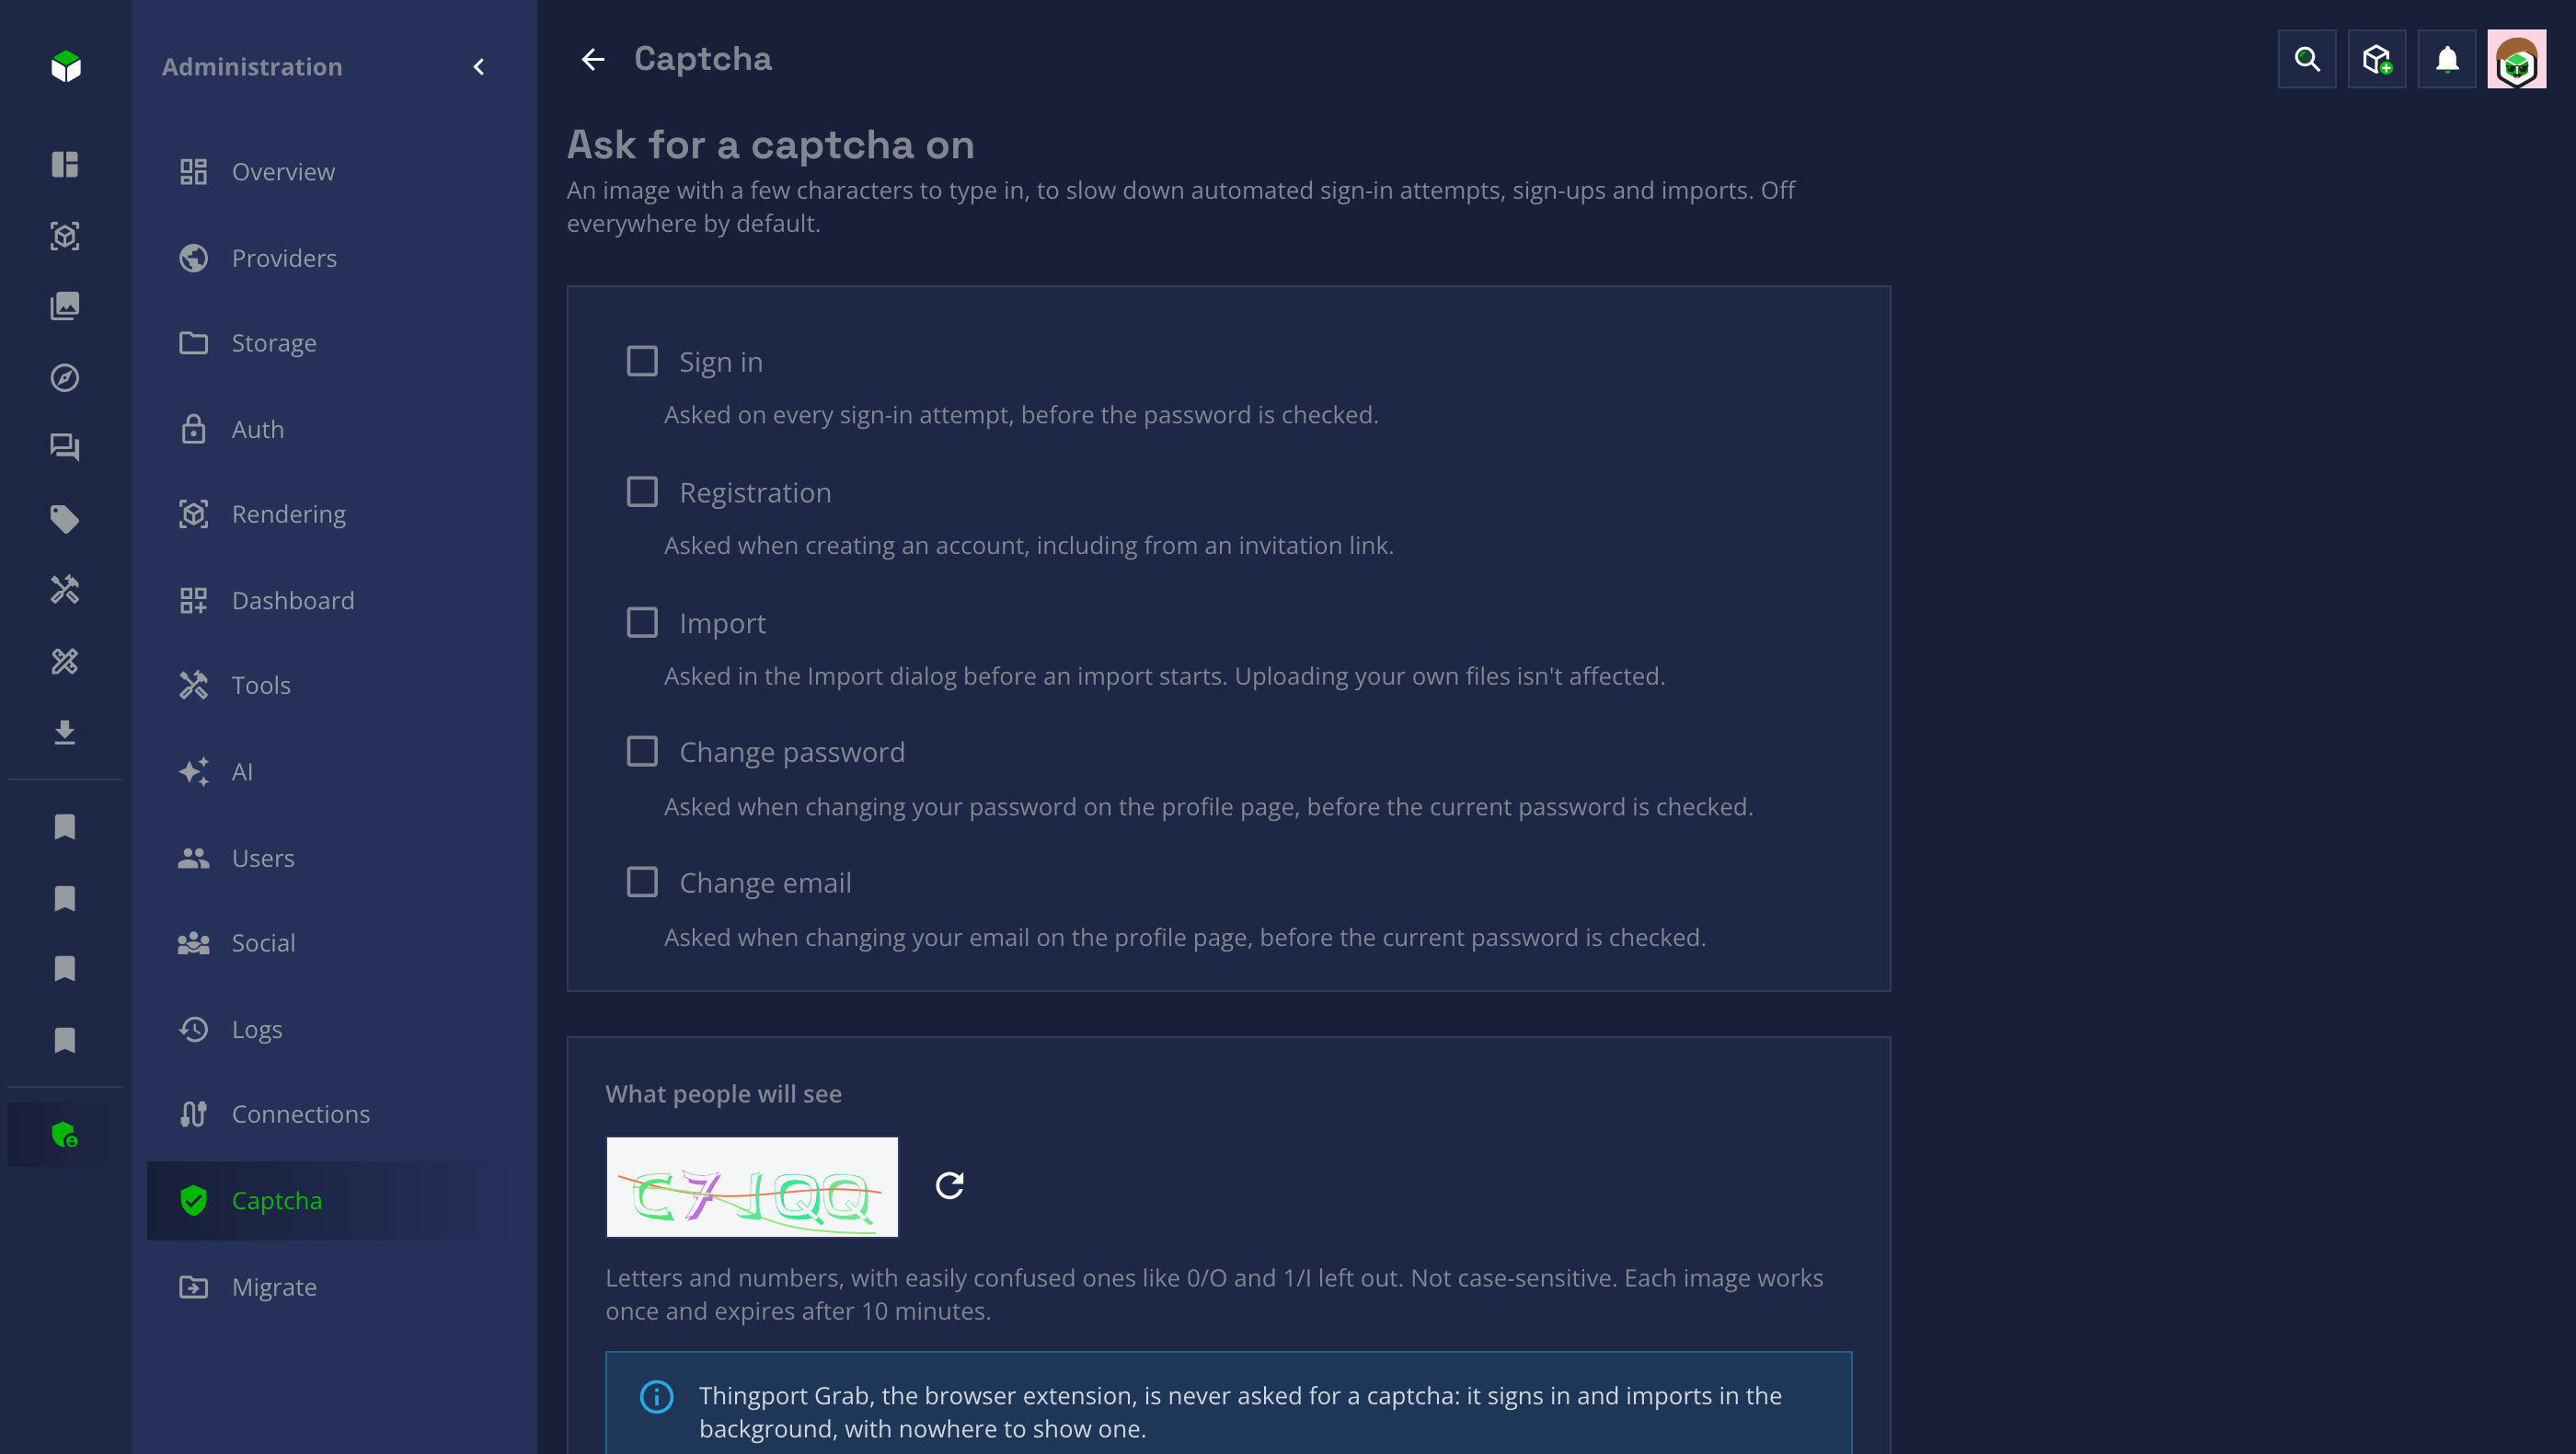 Administration
Captcha
Overview
Providers
Storage
Auth
Rendering
Dashboard
Tools
AI
Users
Social
Logs
Connections
Captcha
Migrate
Ask for a captcha on
An image with a few characters to type in, to slow down automated sign-in attempts, sign-ups and imports. Off
everywhere by default.
Sign in
Asked on every sign-in attempt, before the password is checked.
Registration
Asked when creating an account, including from an invitation link.
Import
Asked in the Import dialog before an import starts. Uploading your own files isn't affected.
Change password
Asked when changing your password on the profile page, before the current password is checked.
Change email
Asked when changing your email on the profile page, before the current password is checked.
What people will see
Letters and numbers, with easily confused ones like 0/O and 1/I left out. Not case-sensitive. Each image works
once and expires after 10 minutes.
Thingport Grab, the browser extension, is never asked for a captcha: it signs in and imports in the
background, with nowhere to show one.